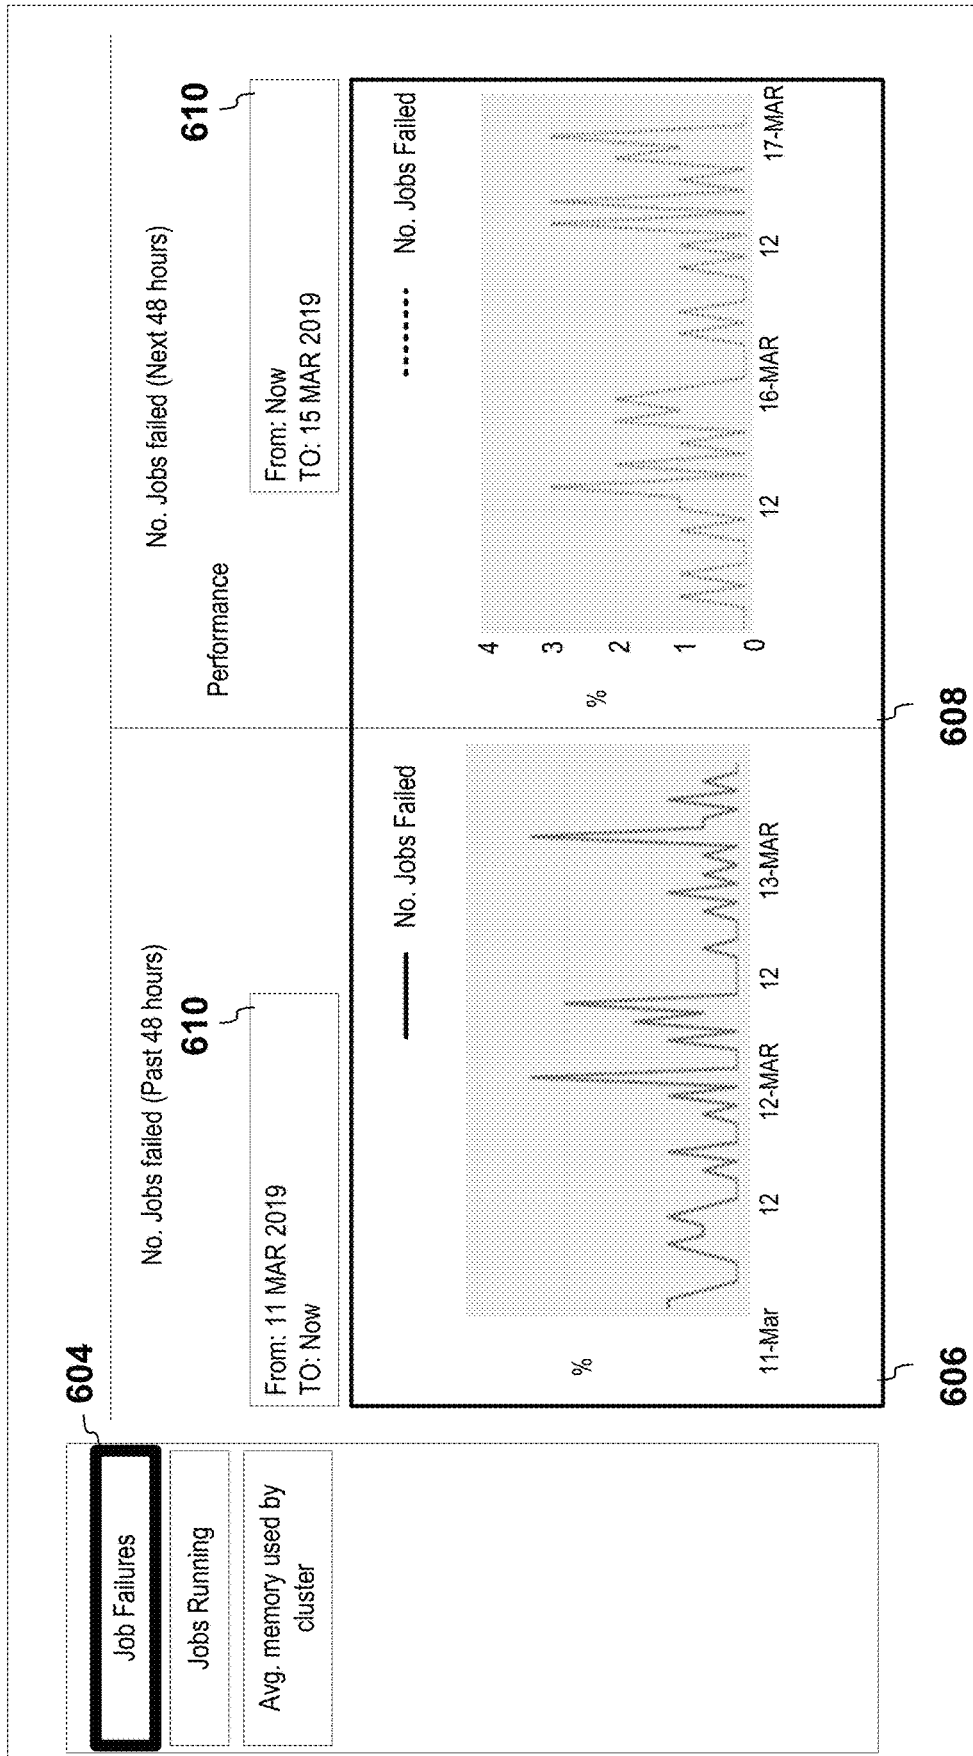 604
Job Failures
Jobs Running
Avg. memory used by
cluster
No. Jobs failed (Past 48 hours)
610
From: 11 MAR 2019
TO: Now
No. Jobs Failed
%
11-Mar
12
12-MAR
12
13-MAR
606
No. Jobs failed (Next 48 hours)
Performance
610
From: Now
TO: 15 MAR 2019
No. Jobs Failed
%
4
3
2
1
0
12
16-MAR
12
17-MAR
608